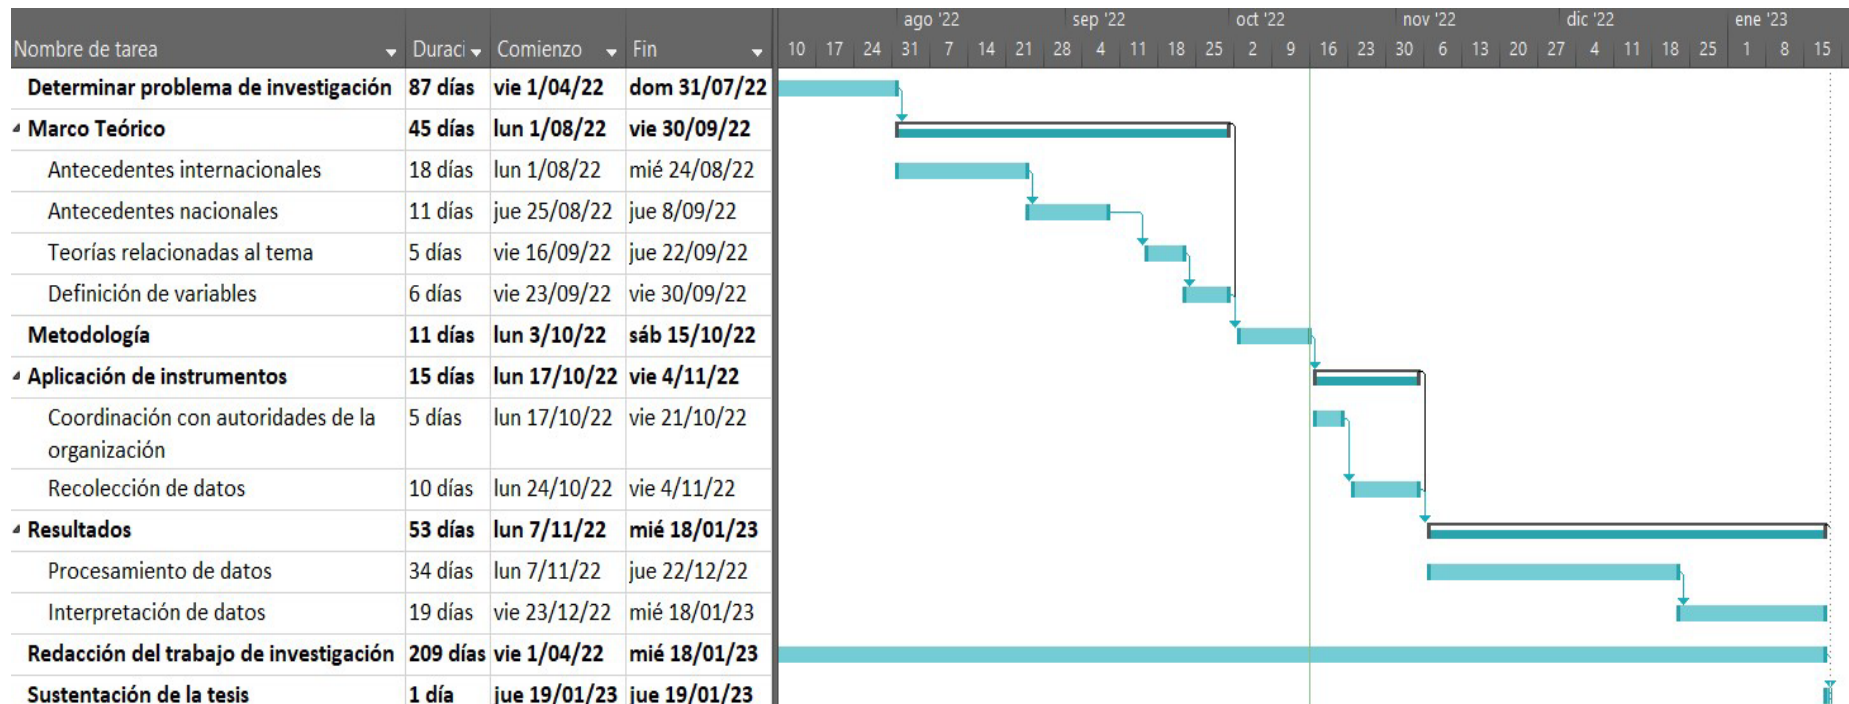 ago '22 sep '22 oct '22 nov '22 dic '22 ene '23
Nombre de tarea Duraci Comienzo Fin 10 17 24 31 7 14 21 28 4 11 18 25 2 9 16 23 30 6 13 20 27 4 11 18 25 1 8 15
Determinar problema de investigación 87 días vie 1/04/22 dom 31/07/22
Marco Teórico 45 días lun 1/08/22 vie 30/09/22
Antecedentes internacionales 18 días lun 1/08/22 mié 24/08/22
Antecedentes nacionales 11 días jue 25/08/22 jue 8/09/22
Teorías relacionadas al tema 5 días vie 16/09/22 jue 22/09/22
Definición de variables 6 días vie 23/09/22 vie 30/09/22
Metodología 11 días lun 3/10/22 sáb 15/10/22
Aplicación de instrumentos 15 días lun 17/10/22 vie 4/11/22
Coordinación con autoridades de la 5 días lun 17/10/22 vie 21/10/22
organización
Recolección de datos 10 días lun 24/10/22 vie 4/11/22
Resultados 53 días lun 7/11/22 mié 18/01/23
Procesamiento de datos 34 días lun 7/11/22 jue 22/12/22
Interpretación de datos 19 días vie 23/12/22 mié 18/01/23
Redacción del trabajo de investigación 209 días vie 1/04/22 mié 18/01/23
Sustentación de la tesis 1 día jue 19/01/23 jue 19/01/23